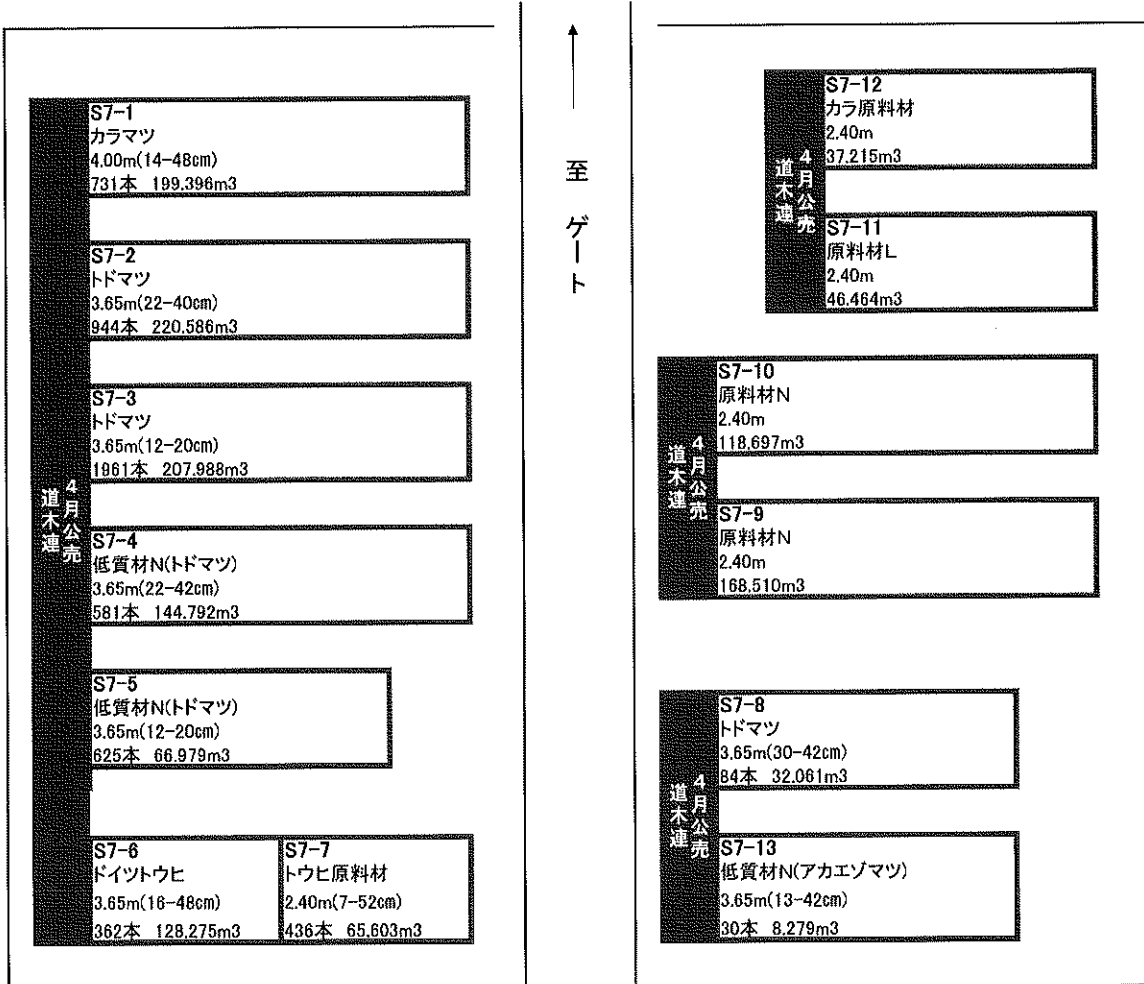 S7-1
カラマツ
4.00m(14-48cm)
731本 199.396m3
S7-2
トドマツ
3.65m(22-40cm)
944本 220.586m3
S7-3
トドマツ
3.65m(12-20cm)
1961本 207.988m3
S7-4
低質材N(トドマツ)
3.65m(22-42cm)
581本 144.792m3
S7-5
低質材N(トドマツ)
3.65m(12-20cm)
625本 66.979m3
S7-6
ドイツトウヒ
3.65m(16-48cm)
362本 128.275m3
S7-7
トウヒ原料材
2.40m(7-52cm)
436本 65.603m3
4月公売
道木連
至 ゲート
S7-12
カラ原料材
2.40m
37.215m3
S7-11
原料材L
2.40m
46.464m3
4月公売
道木連
S7-10
原料材N
2.40m
118.697m3
S7-9
原料材N
2.40m
168.510m3
4月公売
道木連
S7-8
トドマツ
3.65m(30-42cm)
84本 32.061m3
S7-13
低質材N(アカエゾマツ)
3.65m(13-42cm)
30本 8.279m3
4月公売
道木連